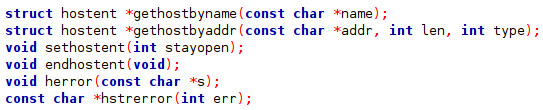 struct hostent *gethostbyname(const char *name);
struct hostent *gethostbyaddr(const char *addr, int len, int type);
void sethostent(int stayopen);
void endhostent(void);
void herror(const char *s);
const char *hstrerror(int err);